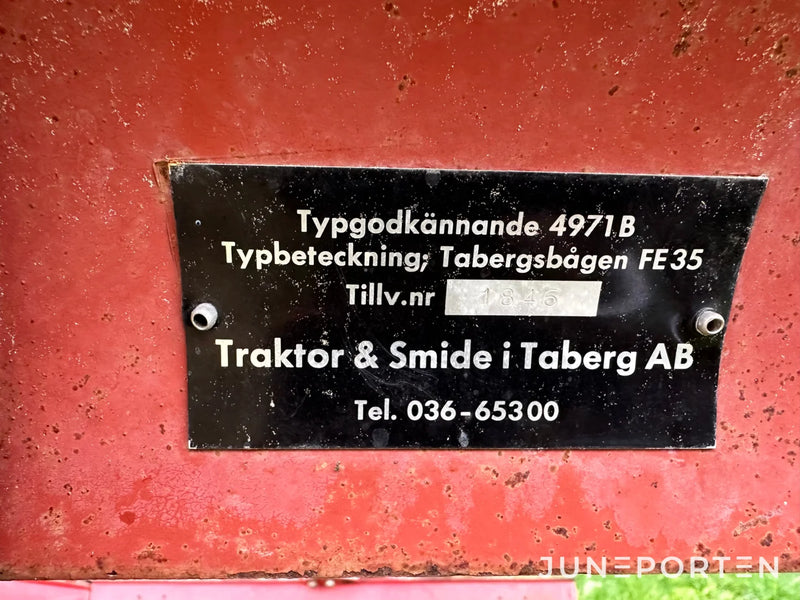 Typgodkännande 4971B
Typbeteckning; Tabergsbågen FE35
Tillv.nr 1846
Traktor & Smide i Taberg AB
Tel. 036-65300
JUNEPORTEN